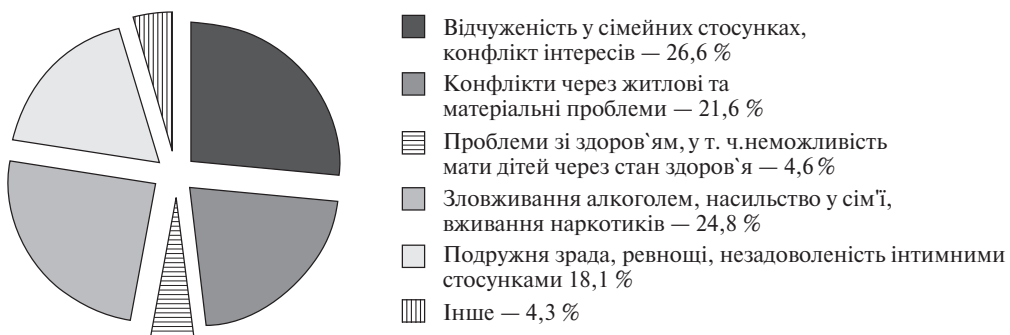 Відчуженість у сімейних стосунках,
конфлікт інтересів — 26,6 %
Конфлікти через житлові та
матеріальні проблеми — 21,6 %
Проблеми зі здоров`ям, у т. ч.неможливість
мати дітей через стан здоров`я — 4,6%
Зловживання алкоголем, насильство у сім'ї,
вживання наркотиків — 24,8 %
Подружня зрада, ревнощі, незадоволеність інтимними
стосунками 18,1 %
Інше — 4,3 %